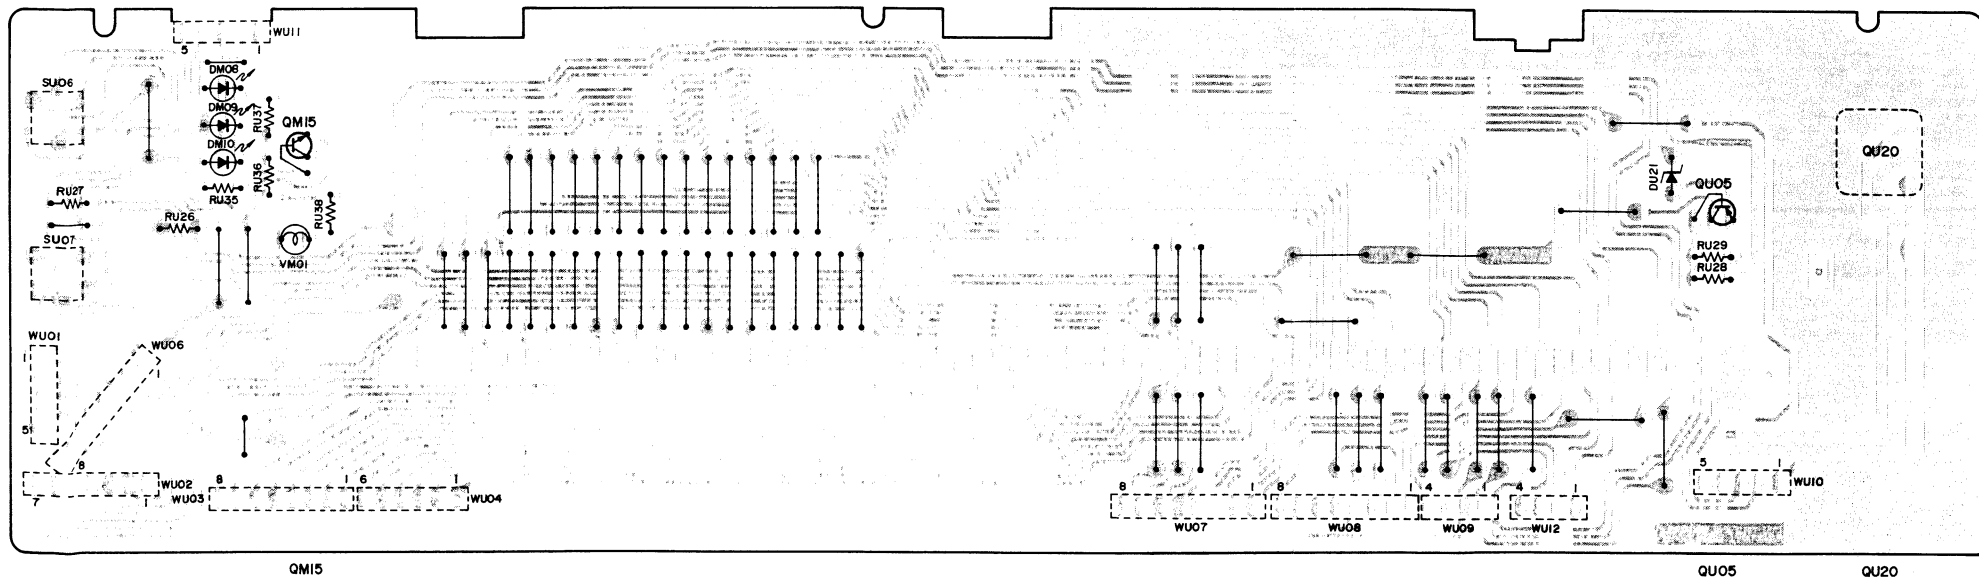 WU11
5 1
DM08
SU06
DM09
RU37
QM15
DM10
RU36
RU35
RU27
RU26
RU38
SU07
VM01
QU20
DU21
QU05
RU29
RU28
WU01
1
5
WU06
1
8
WU02
7 1
WU03
8 1
6 1
WU04
8 1
WU07
8 1
WU08
4 1
WU09
4 1
WU12
5 1
WU10
QM15 QU05 QU20